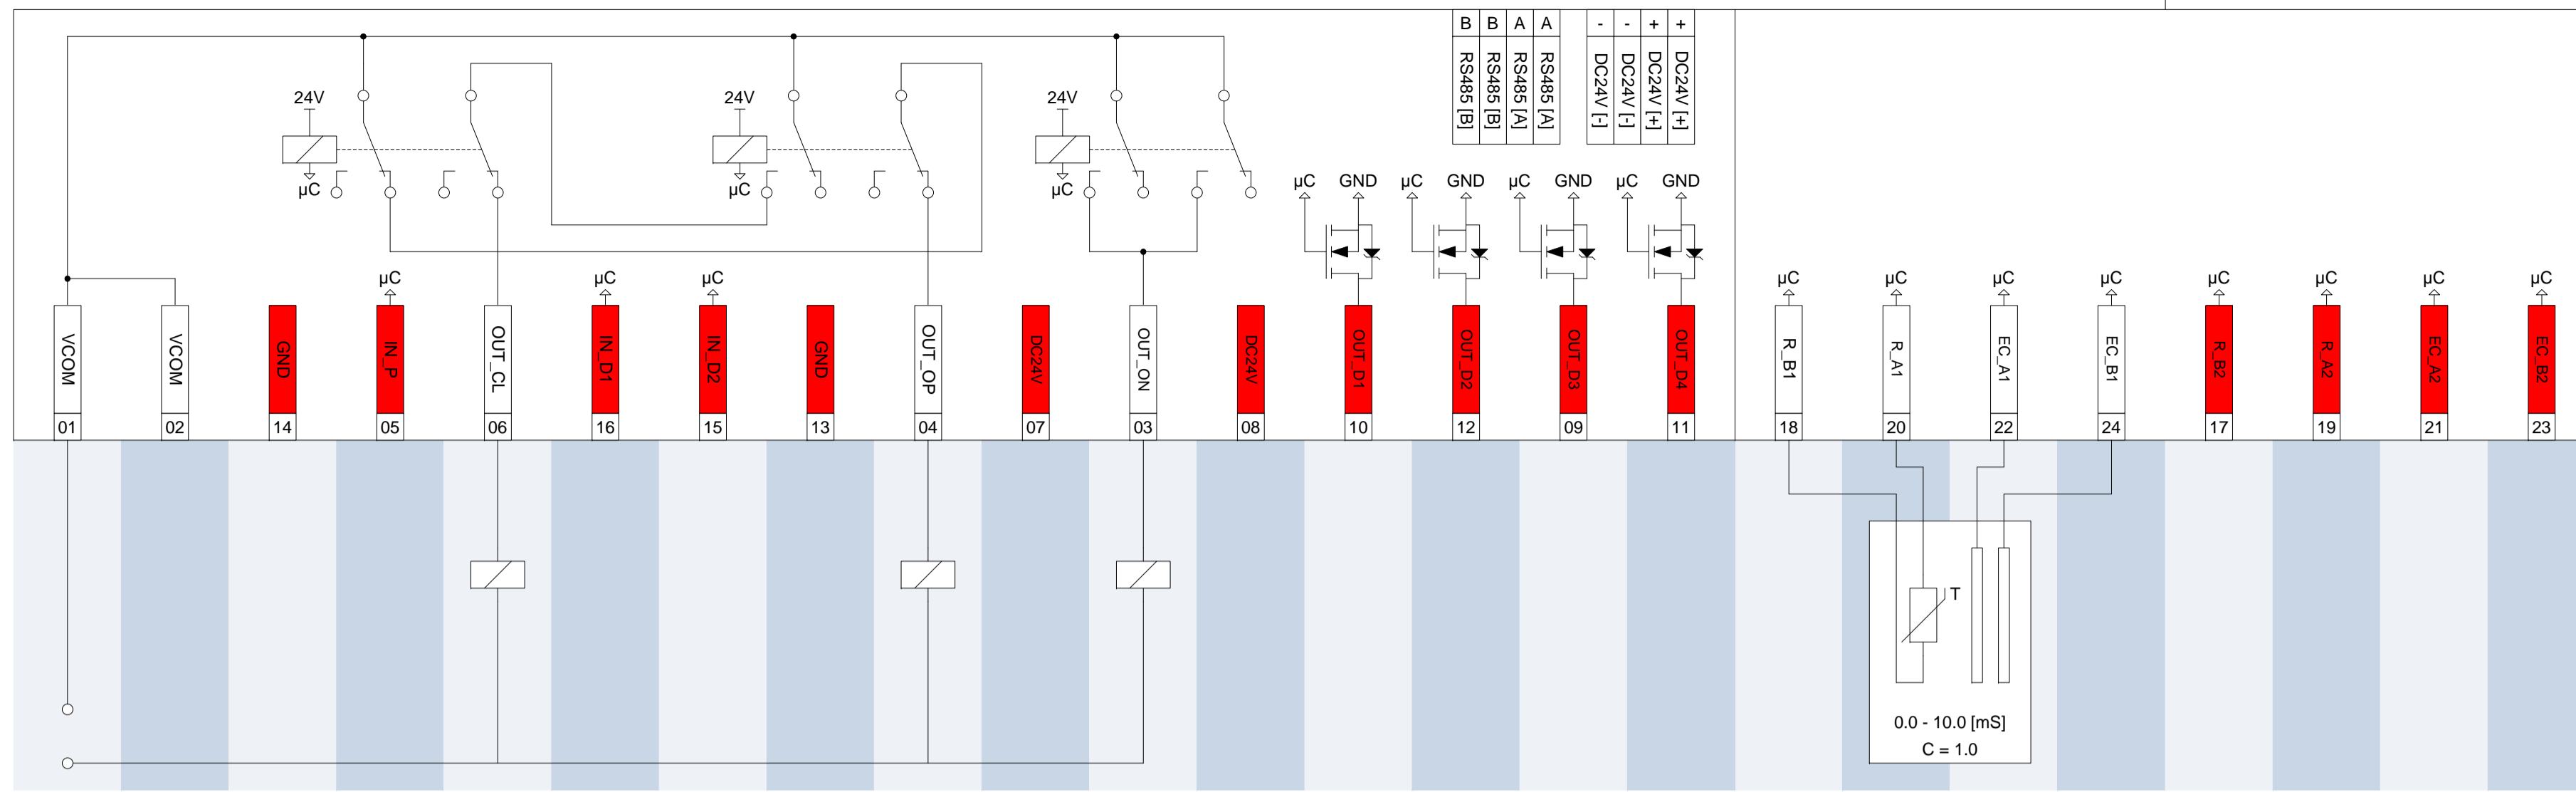 B B A A - - + +
RS485 [B] RS485 [B] RS485 [A] RS485 [A] DC24V [-] DC24V [-] DC24V [+] DC24V [+]
24V 24V 24V
µC µC µC µC GND µC GND µC GND µC GND
µC µC µC µC µC µC µC µC µC µC µC
VCOM VCOM GND IN_P OUT_CL IN_D1 IN_D2 GND OUT_OP DC24V OUT_ON DC24V OUT_D1 OUT_D2 OUT_D3 OUT_D4 R_B1 R_A1 EC_A1 EC_B1 R_B2 R_A2 EC_A2 EC_B2
01 02 14 05 06 16 15 13 04 07 03 08 10 12 09 11 18 20 22 24 17 19 21 23
T
0.0 - 10.0 [mS]
C = 1.0